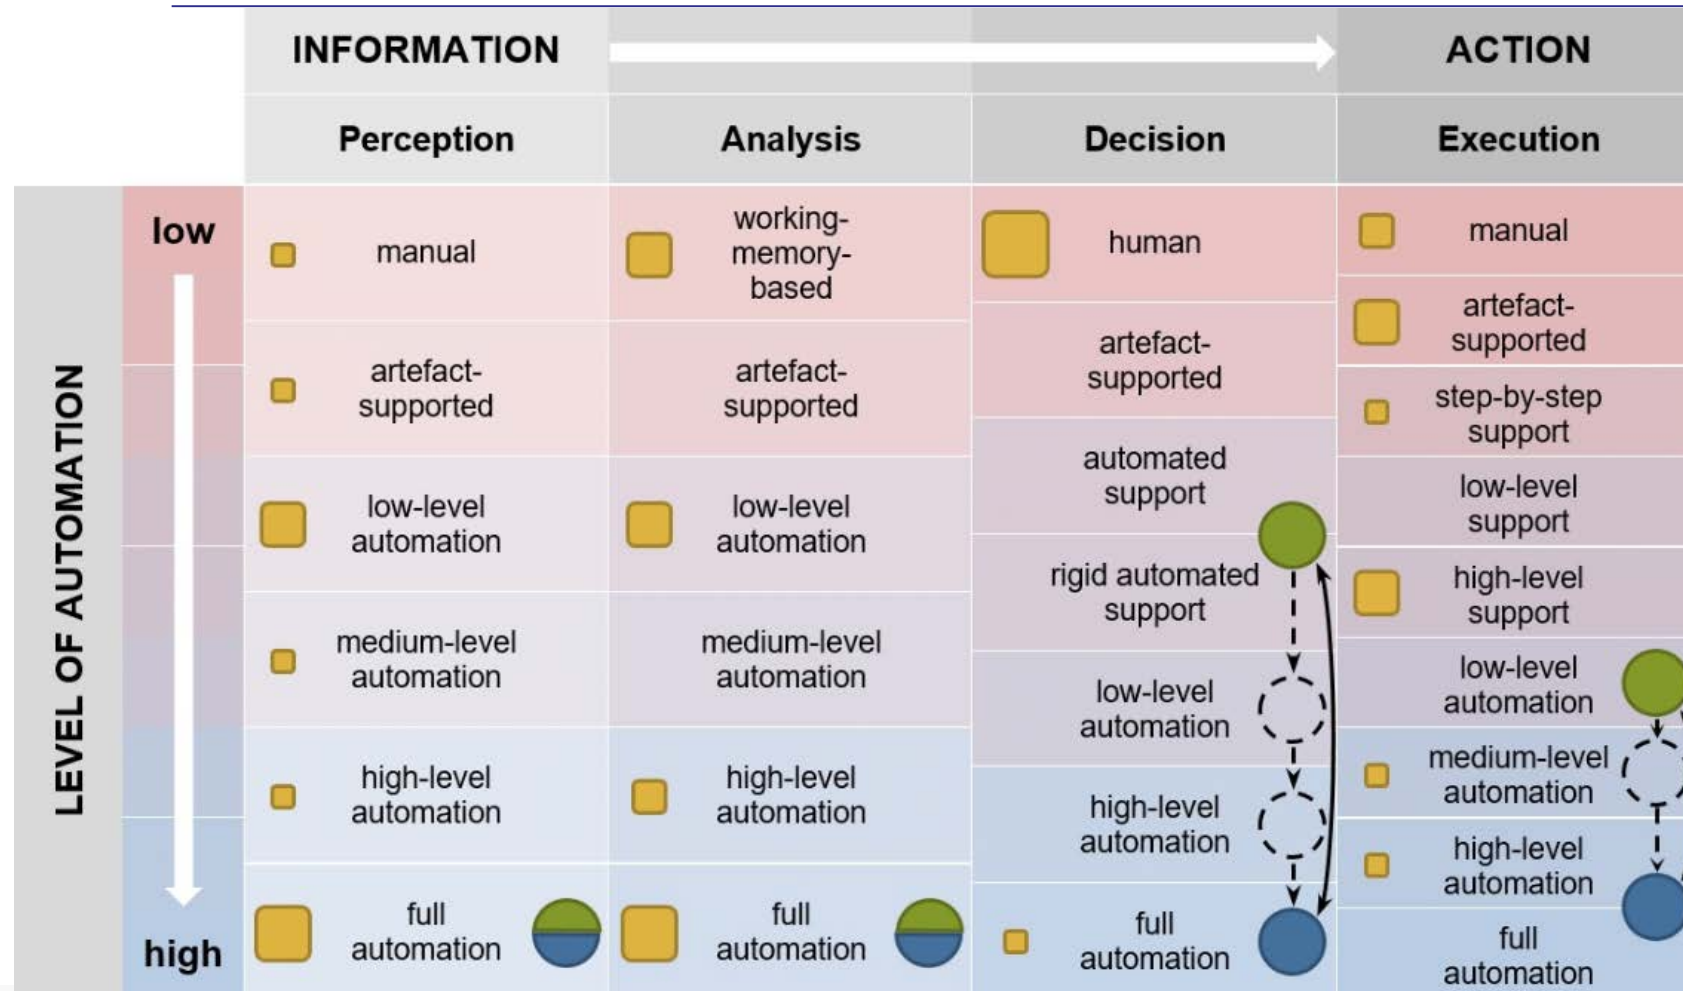 INFORMATION
ACTION
Perception
Analysis
Decision
Execution
LEVEL OF AUTOMATION
low
high
manual
artefact-
supported
low-level
automation
medium-level
automation
high-level
automation
full
automation
working-
memory-
based
artefact-
supported
low-level
automation
medium-level
automation
high-level
automation
full
automation
human
artefact-
supported
automated
support
rigid automated
support
low-level
automation
high-level
automation
full
automation
manual
artefact-
supported
step-by-step
support
low-level
support
high-level
support
low-level
automation
medium-level
automation
high-level
automation
full
automation